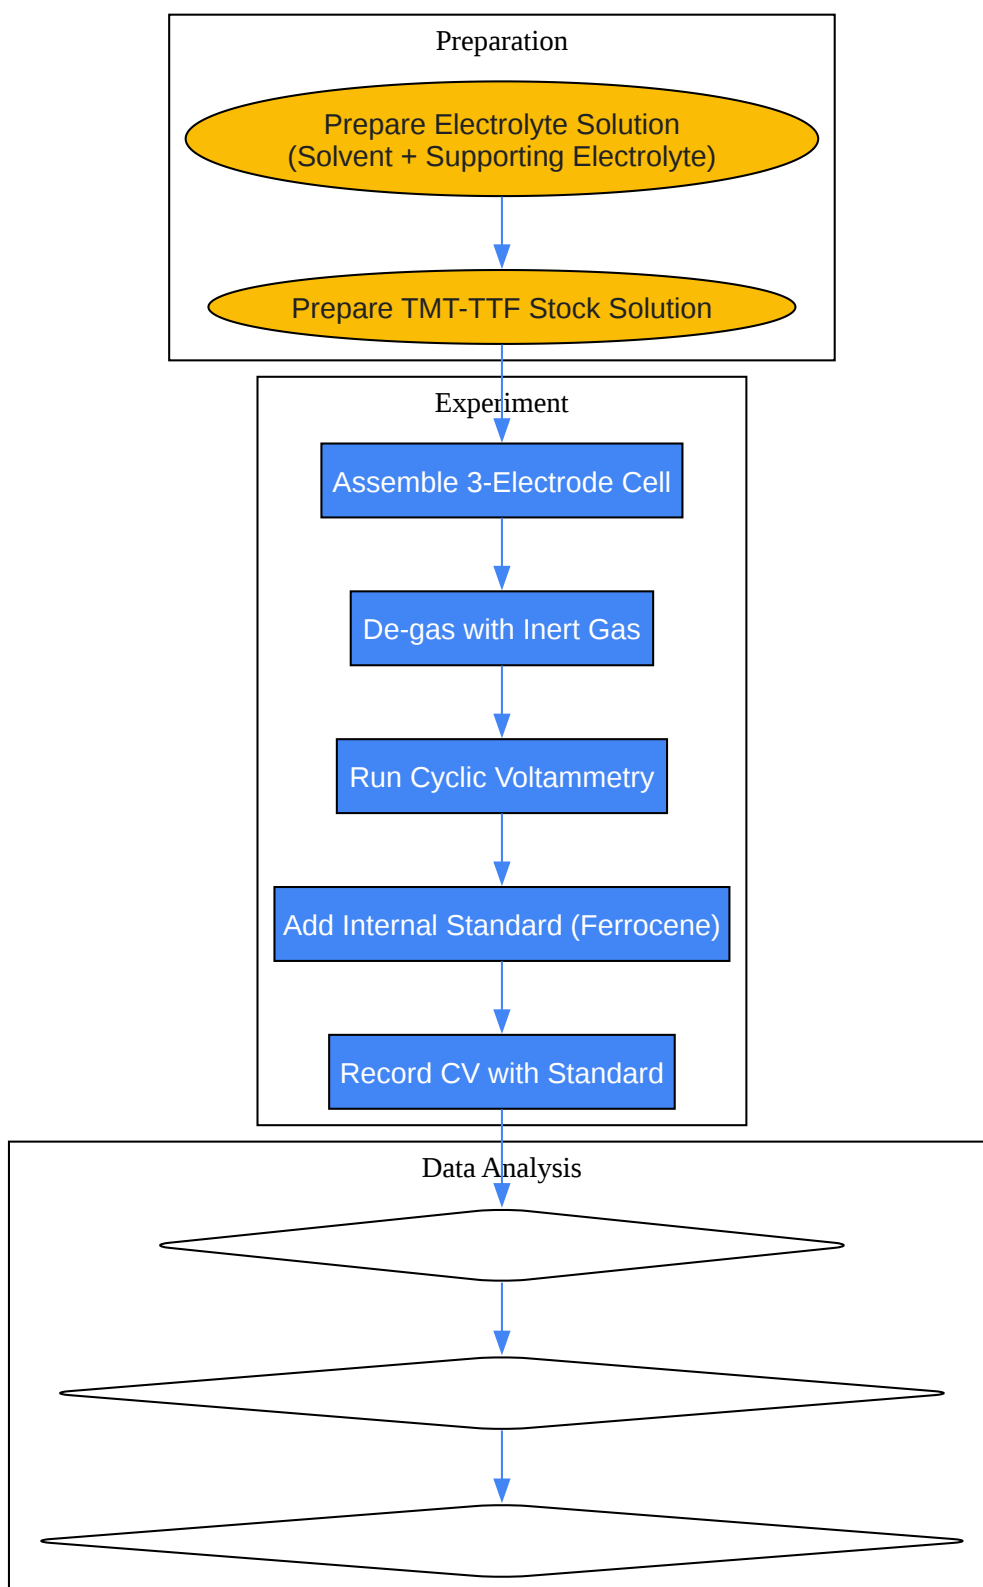 Preparation
Prepare Electrolyte Solution
(Solvent + Supporting Electrolyte)
Prepare TMT-TTF Stock Solution
Experiment
Assemble 3-Electrode Cell
De-gas with Inert Gas
Run Cyclic Voltammetry
Add Internal Standard (Ferrocene)
Record CV with Standard
Data Analysis